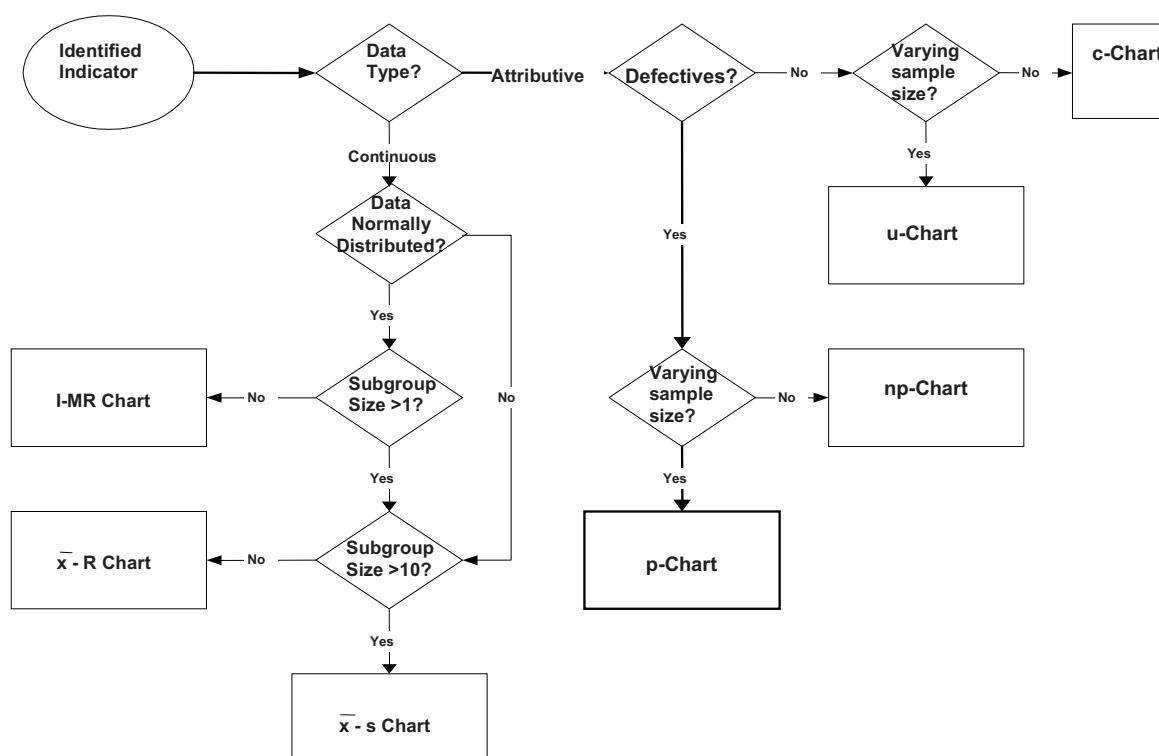 Identified
Indicator
Data
Type?
Attributive
Defectives?
No
Varying
sample
size?
No
c-Chart
Continuous
Yes
u-Chart
Data
Normally
Distributed?
Yes
Yes
No
I-MR Chart
No
Subgroup
Size >1?
Varying
sample
size?
No
np-Chart
Yes
Yes
x̅ - R Chart
No
Subgroup
Size >10?
p-Chart
Yes
x̅ - s Chart